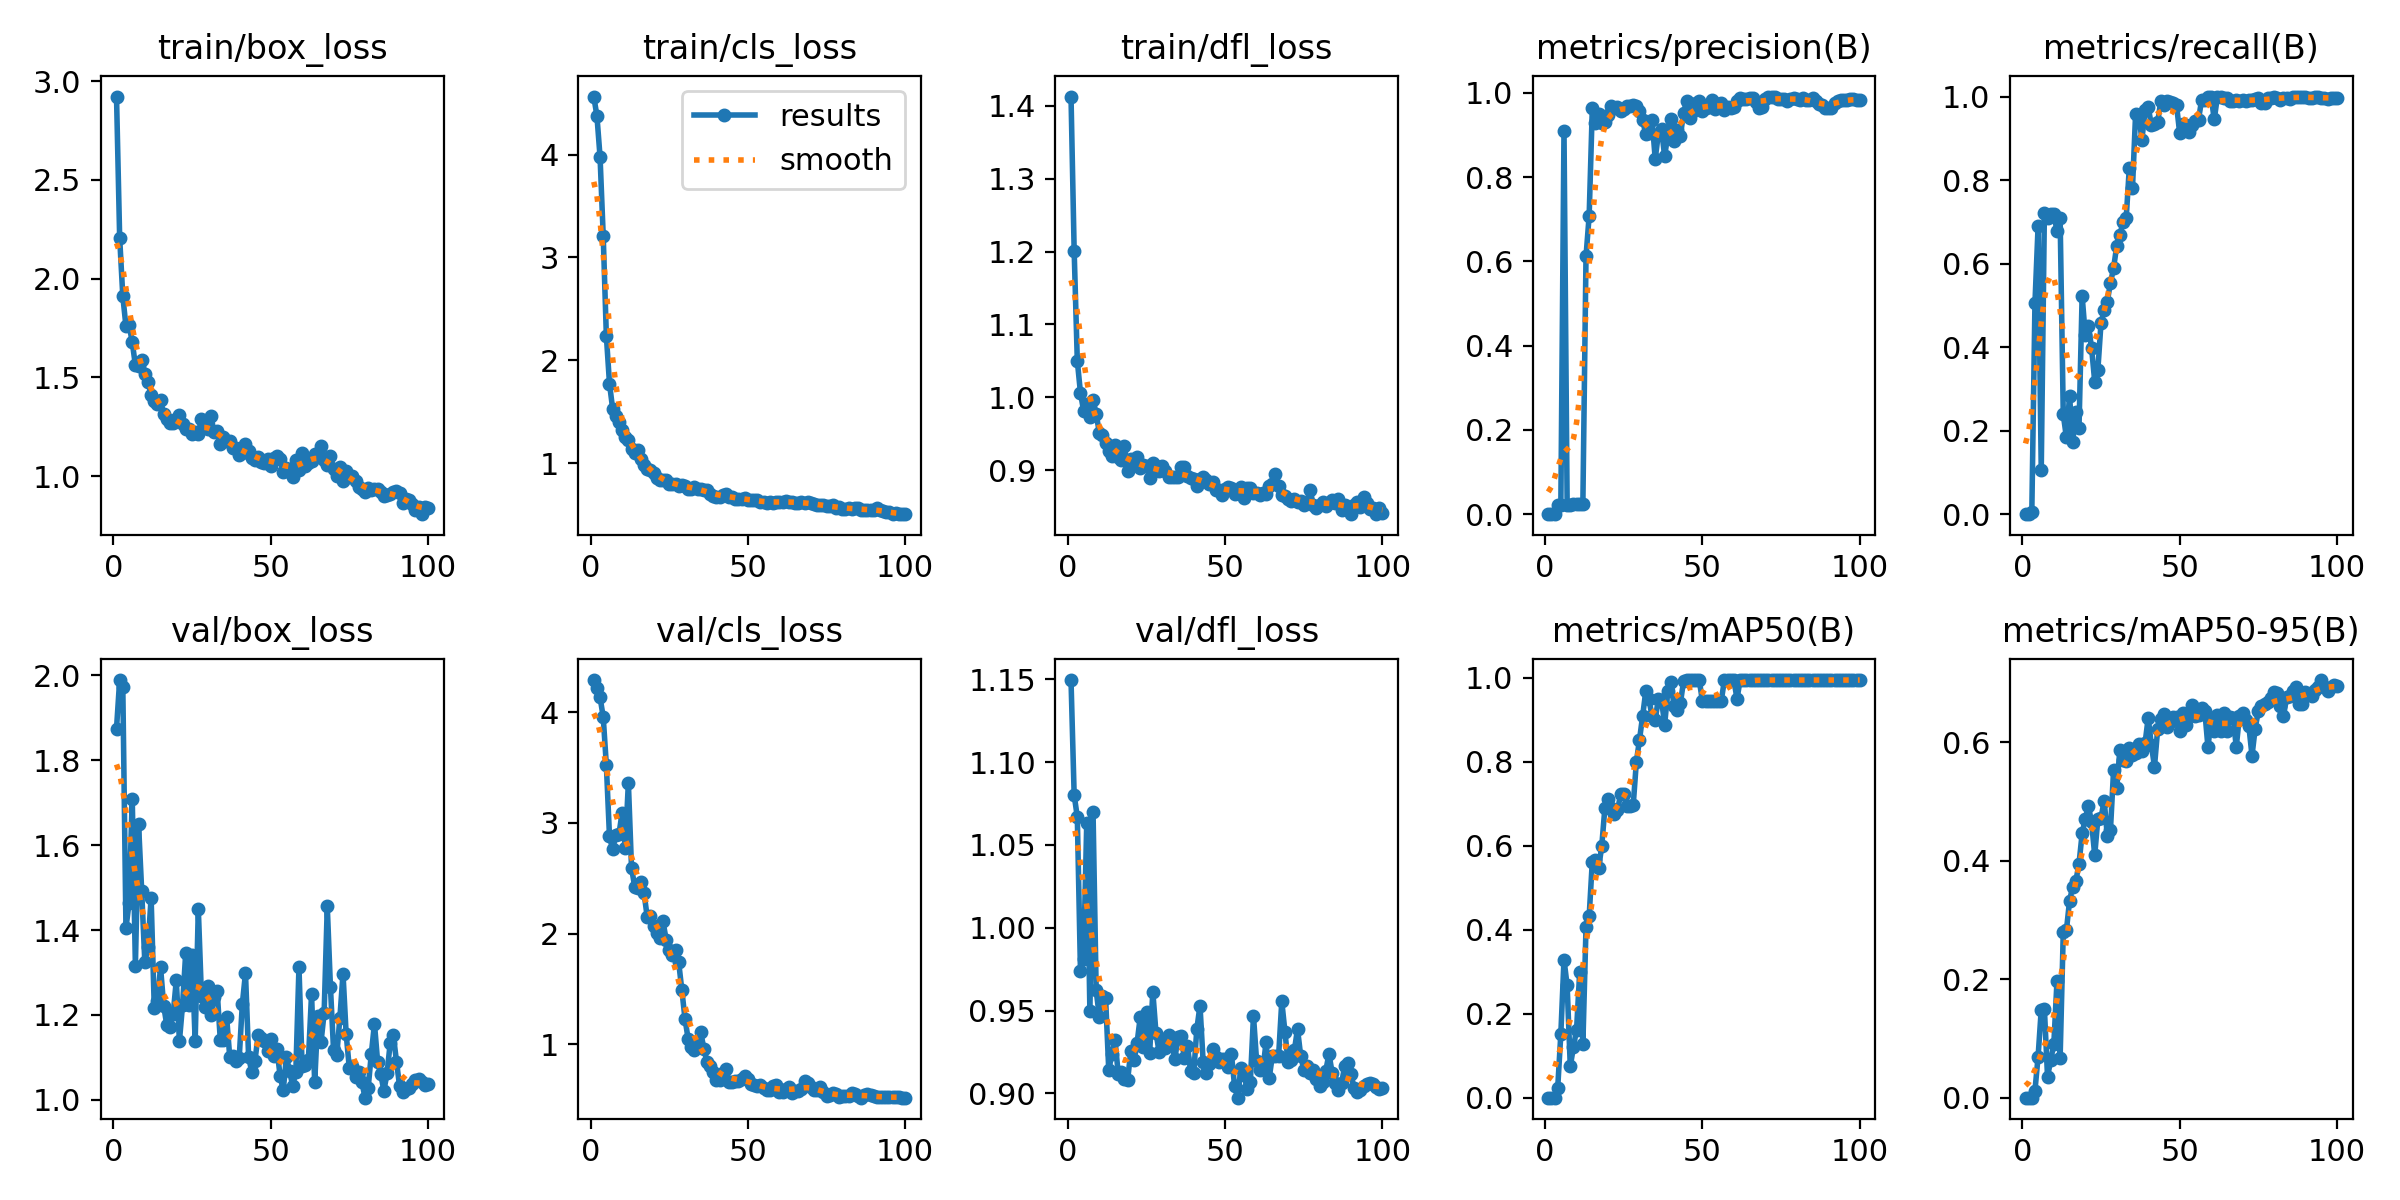 train/box_loss
3.0
2.5
2.0
1.5
1.0
0 50 100
train/cls_loss
results
smooth
4
3
2
1
0 50 100
train/dfl_loss
1.4
1.3
1.2
1.1
1.0
0.9
0 50 100
metrics/precision(B)
1.0
0.8
0.6
0.4
0.2
0.0
0 50 100
metrics/recall(B)
1.0
0.8
0.6
0.4
0.2
0.0
0 50 100
val/box_loss
2.0
1.8
1.6
1.4
1.2
1.0
0 50 100
val/cls_loss
4
3
2
1
0 50 100
val/dfl_loss
1.15
1.10
1.05
1.00
0.95
0.90
0 50 100
metrics/mAP50(B)
1.0
0.8
0.6
0.4
0.2
0.0
0 50 100
metrics/mAP50-95(B)
0.6
0.4
0.2
0.0
0 50 100